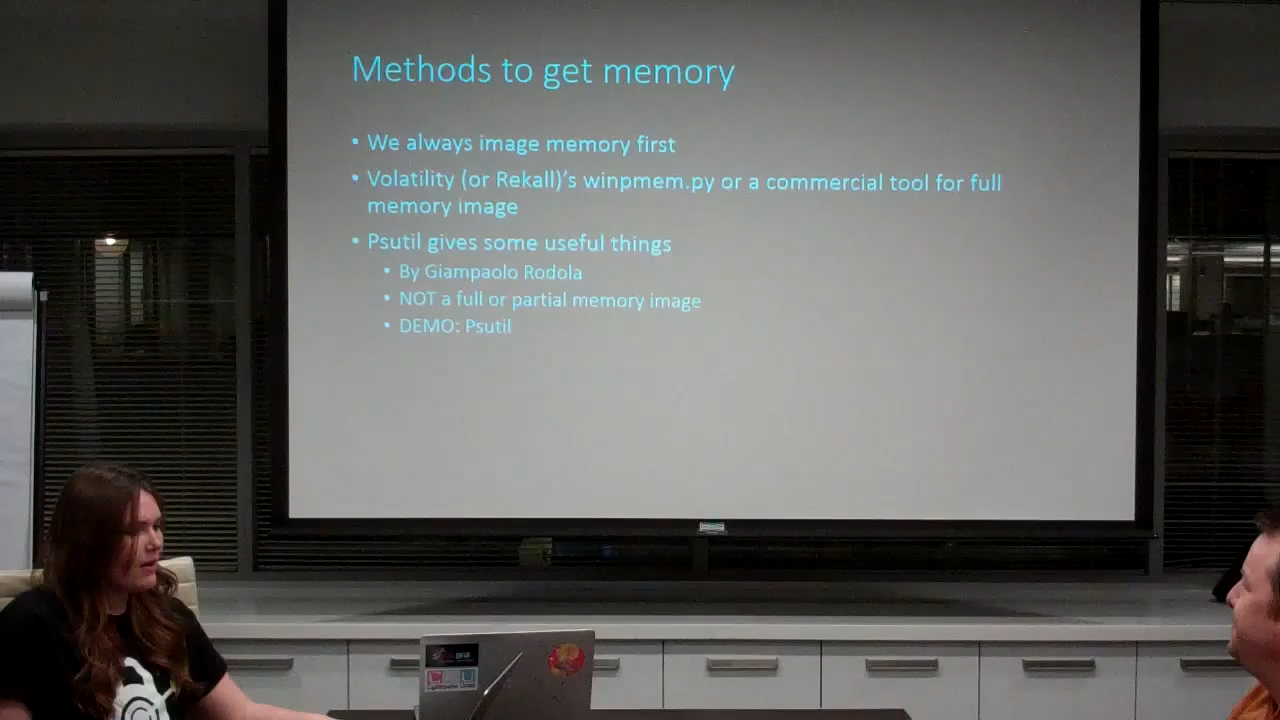 Methods to get memory
• We always image memory first
• Volatility (or Rekall)'s winpmem.py or a commercial tool for full
memory image
• Psutil gives some useful things
• By Giampaolo Rodola
• NOT a full or partial memory image
• DEMO: Psutil